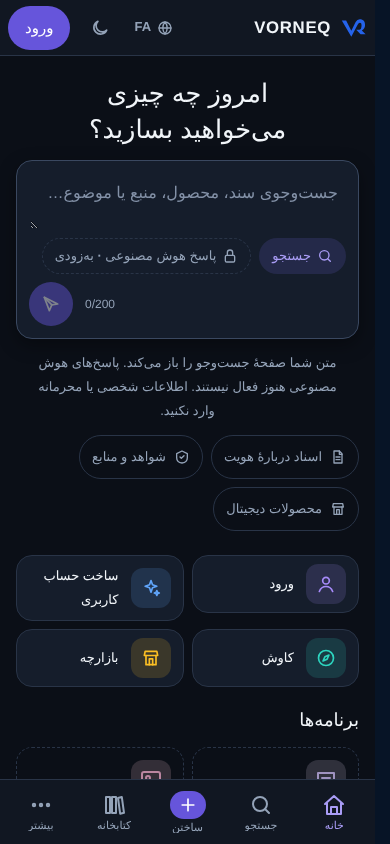 VORNEQ
FA
ورود
امروز چه چیزی
می‌خواهید بسازید؟
جست‌وجوی سند، محصول، منبع یا موضوع…
جستجو
پاسخ هوش مصنوعی · به‌زودی
0/200
متن شما صفحهٔ جست‌وجو را باز می‌کند. پاسخ‌های هوش
مصنوعی هنوز فعال نیستند. اطلاعات شخصی یا محرمانه
وارد نکنید.
اسناد دربارهٔ هویت
شواهد و منابع
محصولات دیجیتال
ورود
ساخت حساب
کاربری
کاوش
بازارچه
برنامه‌ها
خانه
جستجو
ساختن
کتابخانه
بیشتر